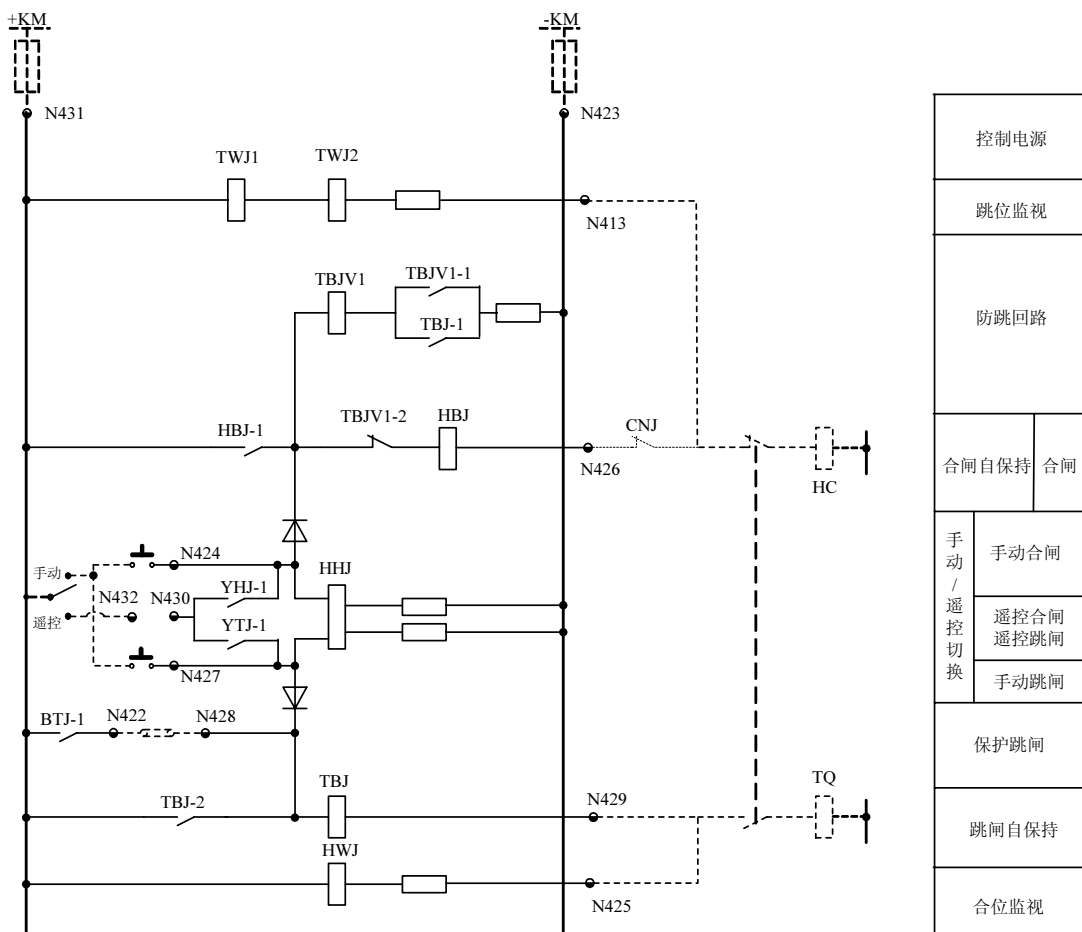 +KM
-KM
N431
N423
控制电源
TWJ1
TWJ2
N413
跳位监视
TBJV1
TBJV1-1
TBJ-1
防跳回路
HBJ-1
TBJV1-2
HBJ
N426
CNJ
HC
合闸自保持
合闸
手动
遥控
N424
N432
N430
YHJ-1
YTJ-1
HHJ
N427
手动/遥控切换
手动合闸
遥控合闸
遥控跳闸
手动跳闸
BTJ-1
N422
N428
保护跳闸
TBJ-2
TBJ
N429
TQ
跳闸自保持
HWJ
N425
合位监视